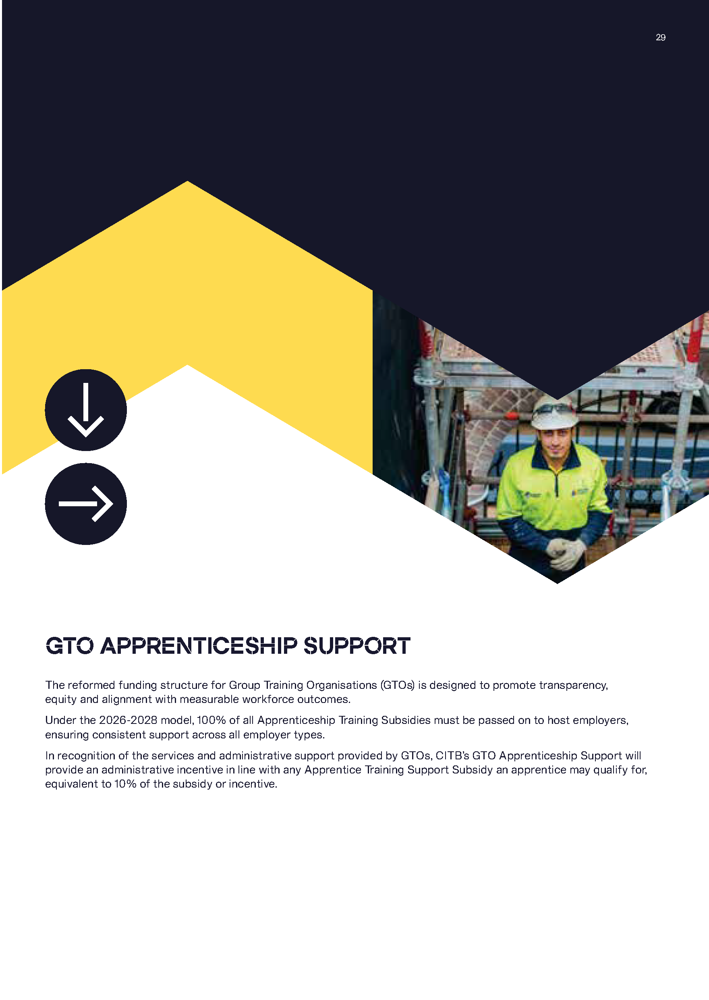 29
GTO APPRENTICESHIP SUPPORT
The reformed funding structure for Group Training Organisations (GTOs) is designed to promote transparency,
equity and alignment with measurable workforce outcomes.
Under the 2026-2028 model, 100% of all Apprenticeship Training Subsidies must be passed on to host employers,
ensuring consistent support across all employer types.
In recognition of the services and administrative support provided by GTOs, CITB’s GTO Apprenticeship Support will
provide an administrative incentive in line with any Apprentice Training Support Subsidy an apprentice may qualify for,
equivalent to 10% of the subsidy or incentive.